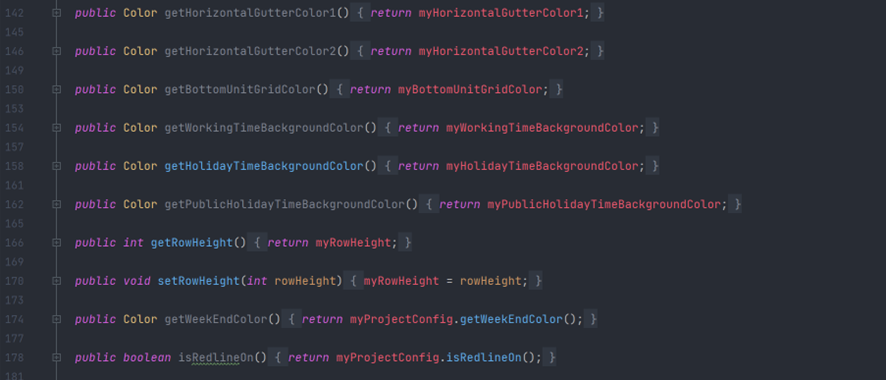 142 public Color getHorizontalGutterColor1() { return myHorizontalGutterColor1; }
145
146 public Color getHorizontalGutterColor2() { return myHorizontalGutterColor2; }
149
150 public Color getBottomUnitGridColor() { return myBottomUnitGridColor; }
153
154 public Color getWorkingTimeBackgroundColor() { return myWorkingTimeBackgroundColor; }
157
158 public Color getHolidayTimeBackgroundColor() { return myHolidayTimeBackgroundColor; }
161
162 public Color getPublicHolidayTimeBackgroundColor() { return myPublicHolidayTimeBackgroundColor; }
165
166 public int getRowHeight() { return myRowHeight; }
169
170 public void setRowHeight(int rowHeight) { myRowHeight = rowHeight; }
173
174 public Color getWeekEndColor() { return myProjectConfig.getWeekEndColor(); }
177
178 public boolean isRedlineOn() { return myProjectConfig.isRedlineOn(); }
181